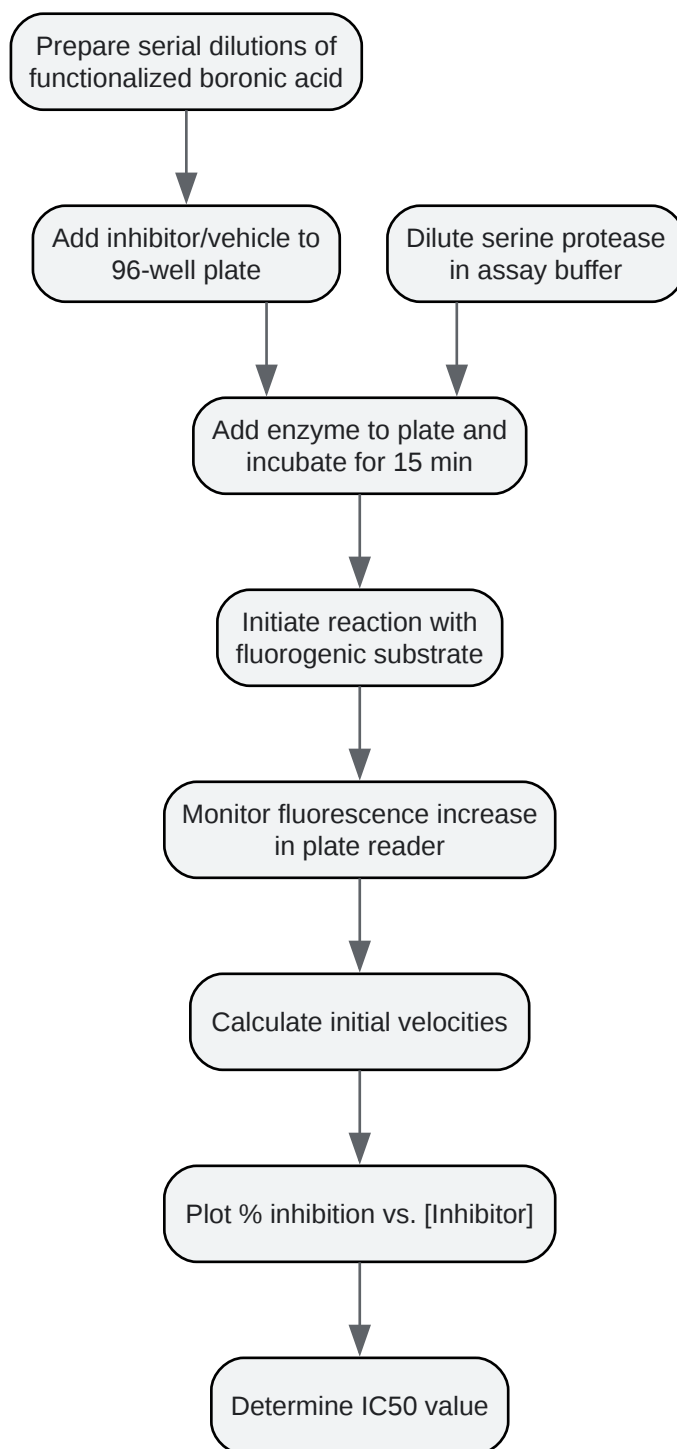 Prepare serial dilutions of
functionalized boronic acid
Add inhibitor/vehicle to
96-well plate
Dilute serine protease
in assay buffer
Add enzyme to plate and
incubate for 15 min
Initiate reaction with
fluorogenic substrate
Monitor fluorescence increase
in plate reader
Calculate initial velocities
Plot % inhibition vs. [Inhibitor]
Determine IC50 value